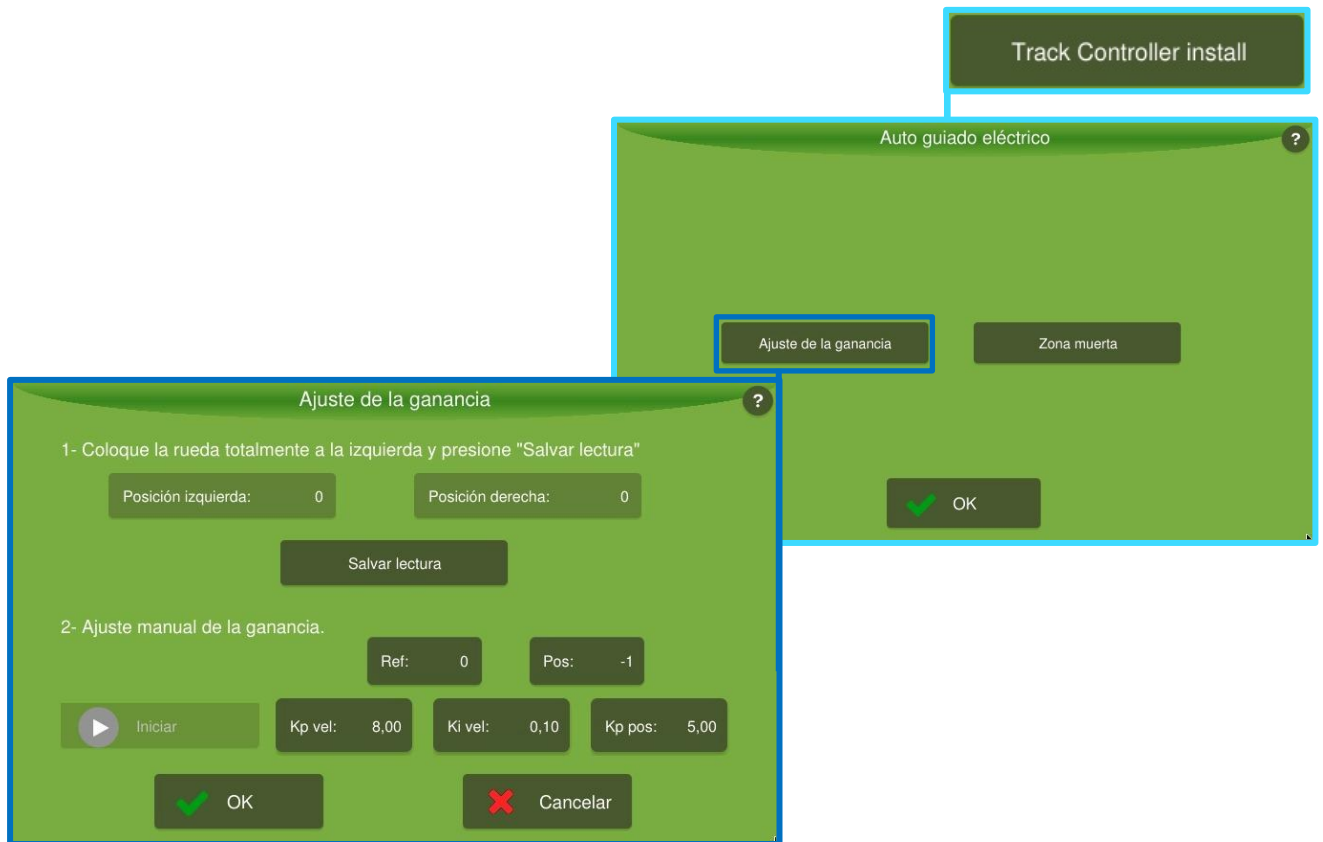 Track Controller install
Auto guiado eléctrico
?
Ajuste de la ganancia
Zona muerta
OK
Ajuste de la ganancia
?
1- Coloque la rueda totalmente a la izquierda y presione "Salvar lectura"
Posición izquierda: 0
Posición derecha: 0
Salvar lectura
2- Ajuste manual de la ganancia.
Ref: 0
Pos: -1
Iniciar
Kp vel: 8,00
Ki vel: 0,10
Kp pos: 5,00
OK
Cancelar